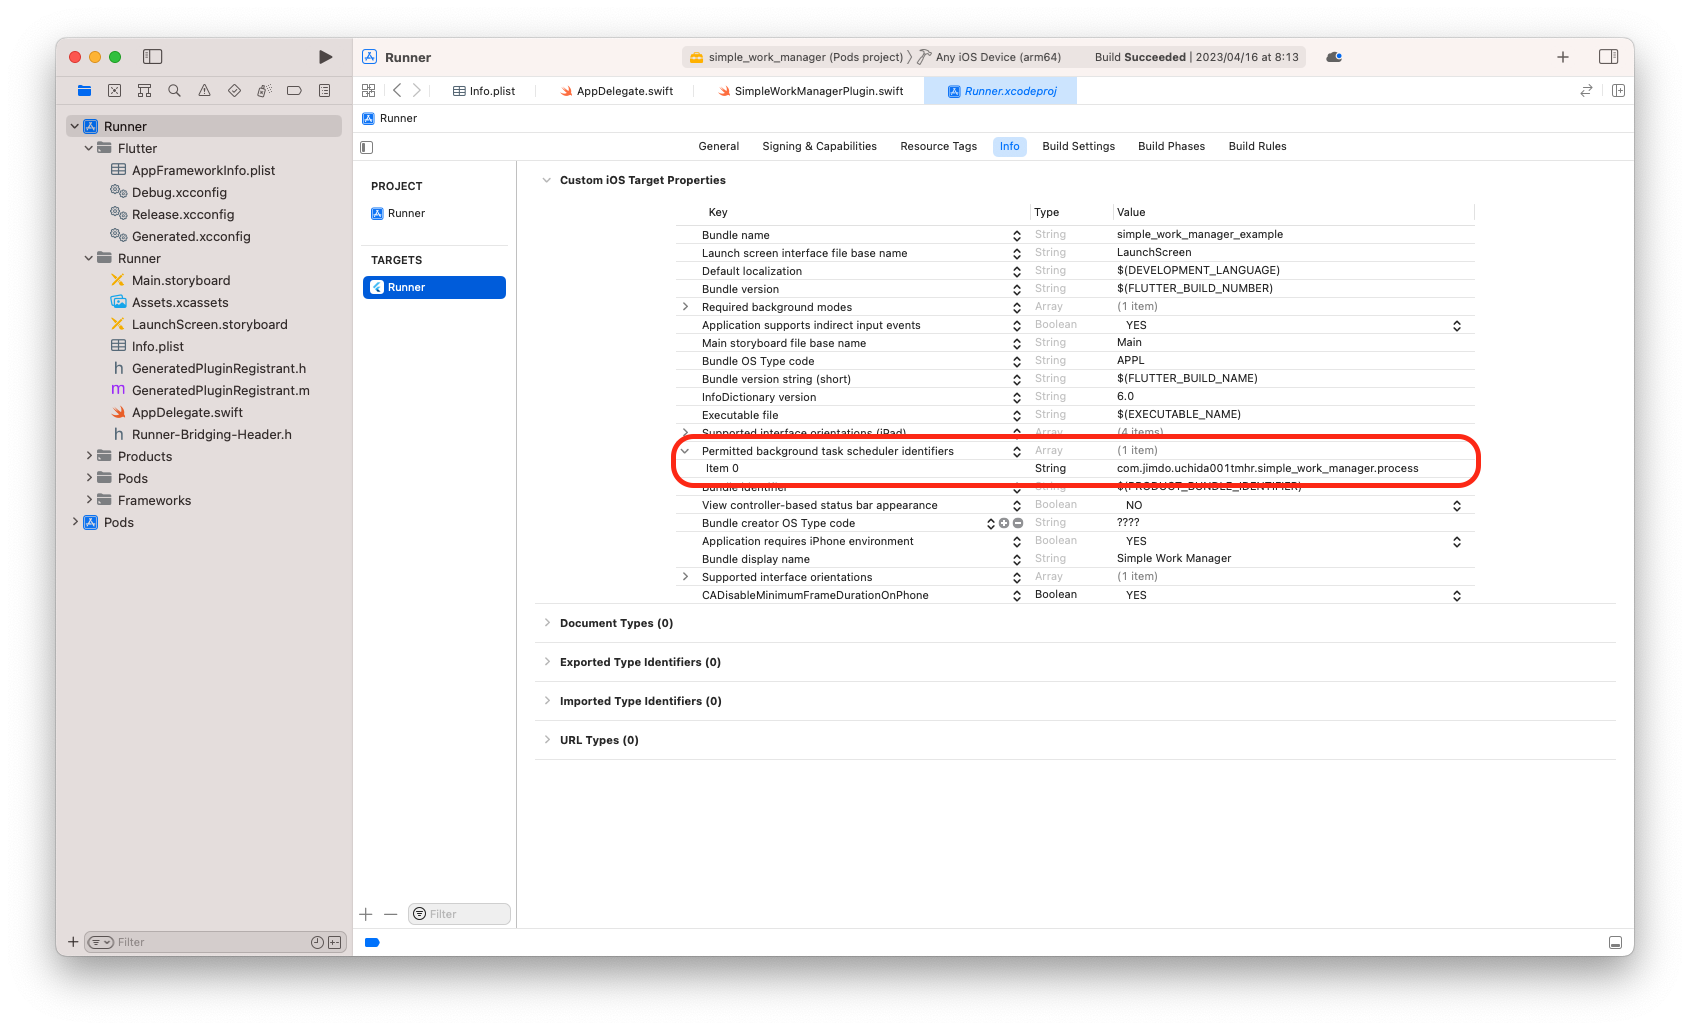 Runner
simple_work_manager (Pods project) 〉 Any iOS Device (arm64)
Build Succeeded | 2023/04/16 at 8:13
Info.plist
AppDelegate.swift
SimpleWorkManagerPlugin.swift
Runner.xcodeproj
Runner
General
Signing & Capabilities
Resource Tags
Info
Build Settings
Build Phases
Build Rules
Runner
Flutter
AppFrameworkInfo.plist
Debug.xcconfig
Release.xcconfig
Generated.xcconfig
Runner
Main.storyboard
Assets.xcassets
LaunchScreen.storyboard
Info.plist
h GeneratedPluginRegistrant.h
m GeneratedPluginRegistrant.m
AppDelegate.swift
h Runner-Bridging-Header.h
Products
Pods
Frameworks
Pods
Filter
PROJECT
Runner
TARGETS
Runner
Filter
Custom iOS Target Properties
Key Type Value
Bundle name String simple_work_manager_example
Launch screen interface file base name String LaunchScreen
Default localization String $(DEVELOPMENT_LANGUAGE)
Bundle version String $(FLUTTER_BUILD_NUMBER)
Required background modes Array (1 item)
Application supports indirect input events Boolean YES
Main storyboard file base name String Main
Bundle OS Type code String APPL
Bundle version string (short) String $(FLUTTER_BUILD_NAME)
InfoDictionary version String 6.0
Executable file String $(EXECUTABLE_NAME)
Supported interface orientations (iPad) Array (4 items)
Permitted background task scheduler identifiers Array (1 item)
Item 0 String com.jimdo.uchida001tmhr.simple_work_manager.process
Bundle identifier $(PRODUCT_BUNDLE_IDENTIFIER)
View controller-based status bar appearance Boolean NO
Bundle creator OS Type code String ????
Application requires iPhone environment Boolean YES
Bundle display name String Simple Work Manager
Supported interface orientations Array (1 item)
CADisableMinimumFrameDurationOnPhone Boolean YES
Document Types (0)
Exported Type Identifiers (0)
Imported Type Identifiers (0)
URL Types (0)